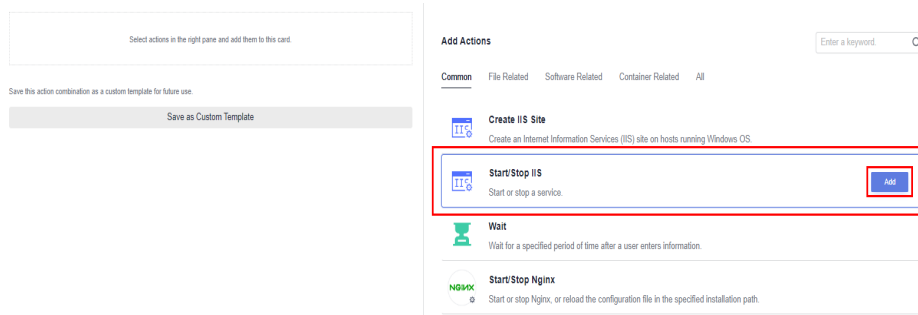 Select actions in the right pane and add them to this card.
Save this action combination as a custom template for future use.
Save as Custom Template
Add Actions
Enter a keyword.
Common File Related Software Related Container Related All
IIS
Create IIS Site
Create an Internet Information Services (IIS) site on hosts running Windows OS.
IIS
Start/Stop IIS
Start or stop a service.
Add
Wait
Wait for a specified period of time after a user enters information.
NGINX
Start/Stop Nginx
Start or stop Nginx, or reload the configuration file in the specified installation path.